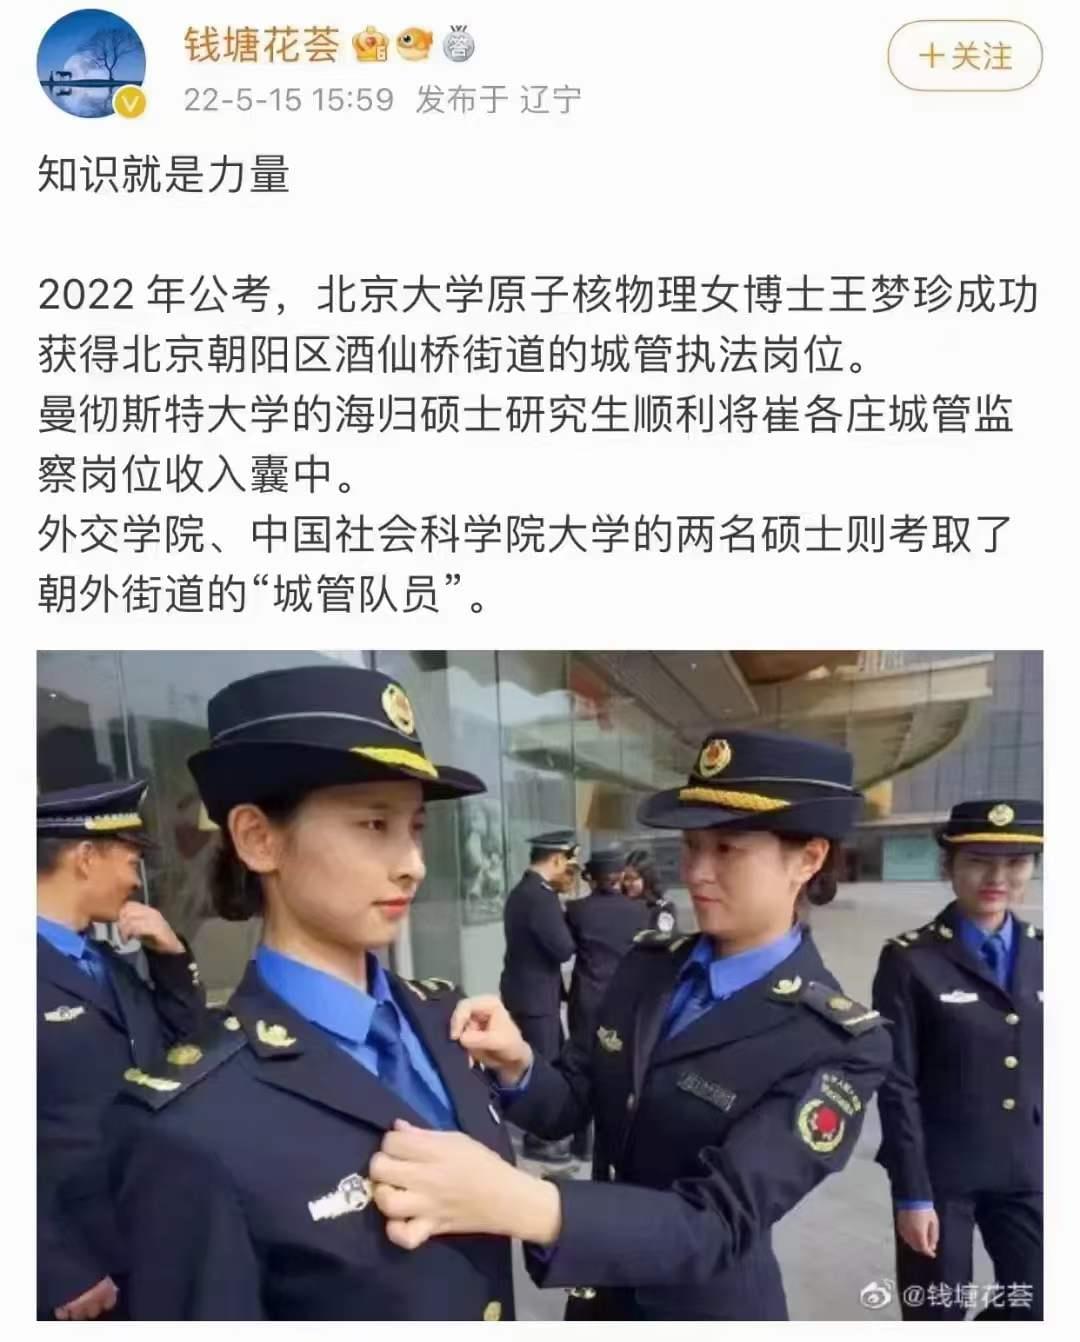 钱塘花荟
22-5-15 15:59 发布于 辽宁
+关注
知识就是力量
2022 年公考，北京大学原子核物理女博士王梦珍成功
获得北京朝阳区酒仙桥街道的城管执法岗位。
曼彻斯特大学的海归硕士研究生顺利将崔各庄城管监
察岗位收入囊中。
外交学院、中国社会科学院大学的两名硕士则考取了
朝外街道的“城管队员”。
@钱塘花荟